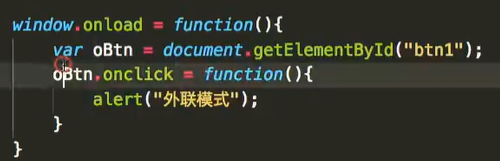 window.onload = function(){
var oBtn = document.getElementById("btn1");
oBtn.onclick = function(){
alert("外联模式");
}
}